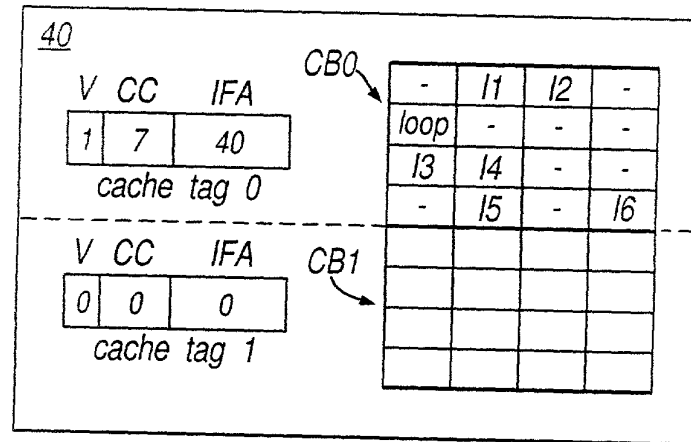 40
V CC IFA
1 7 40
cache tag 0
CB0
- I1 I2 -
loop - - -
I3 I4 - -
- I5 - I6
V CC IFA
0 0 0
cache tag 1
CB1